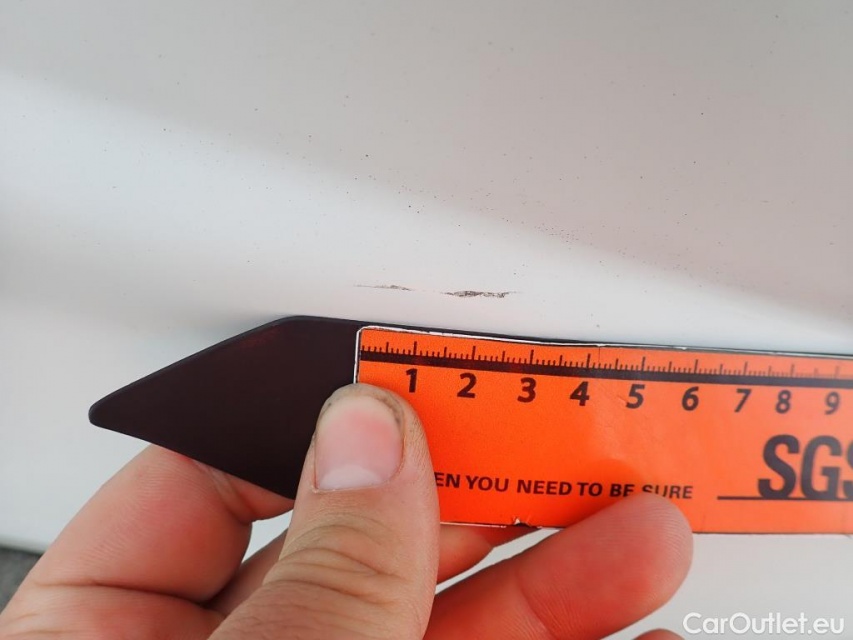 1 2 3 4 5 6 7 8 9
SGS
EN YOU NEED TO BE SURE
CarOutlet.eu